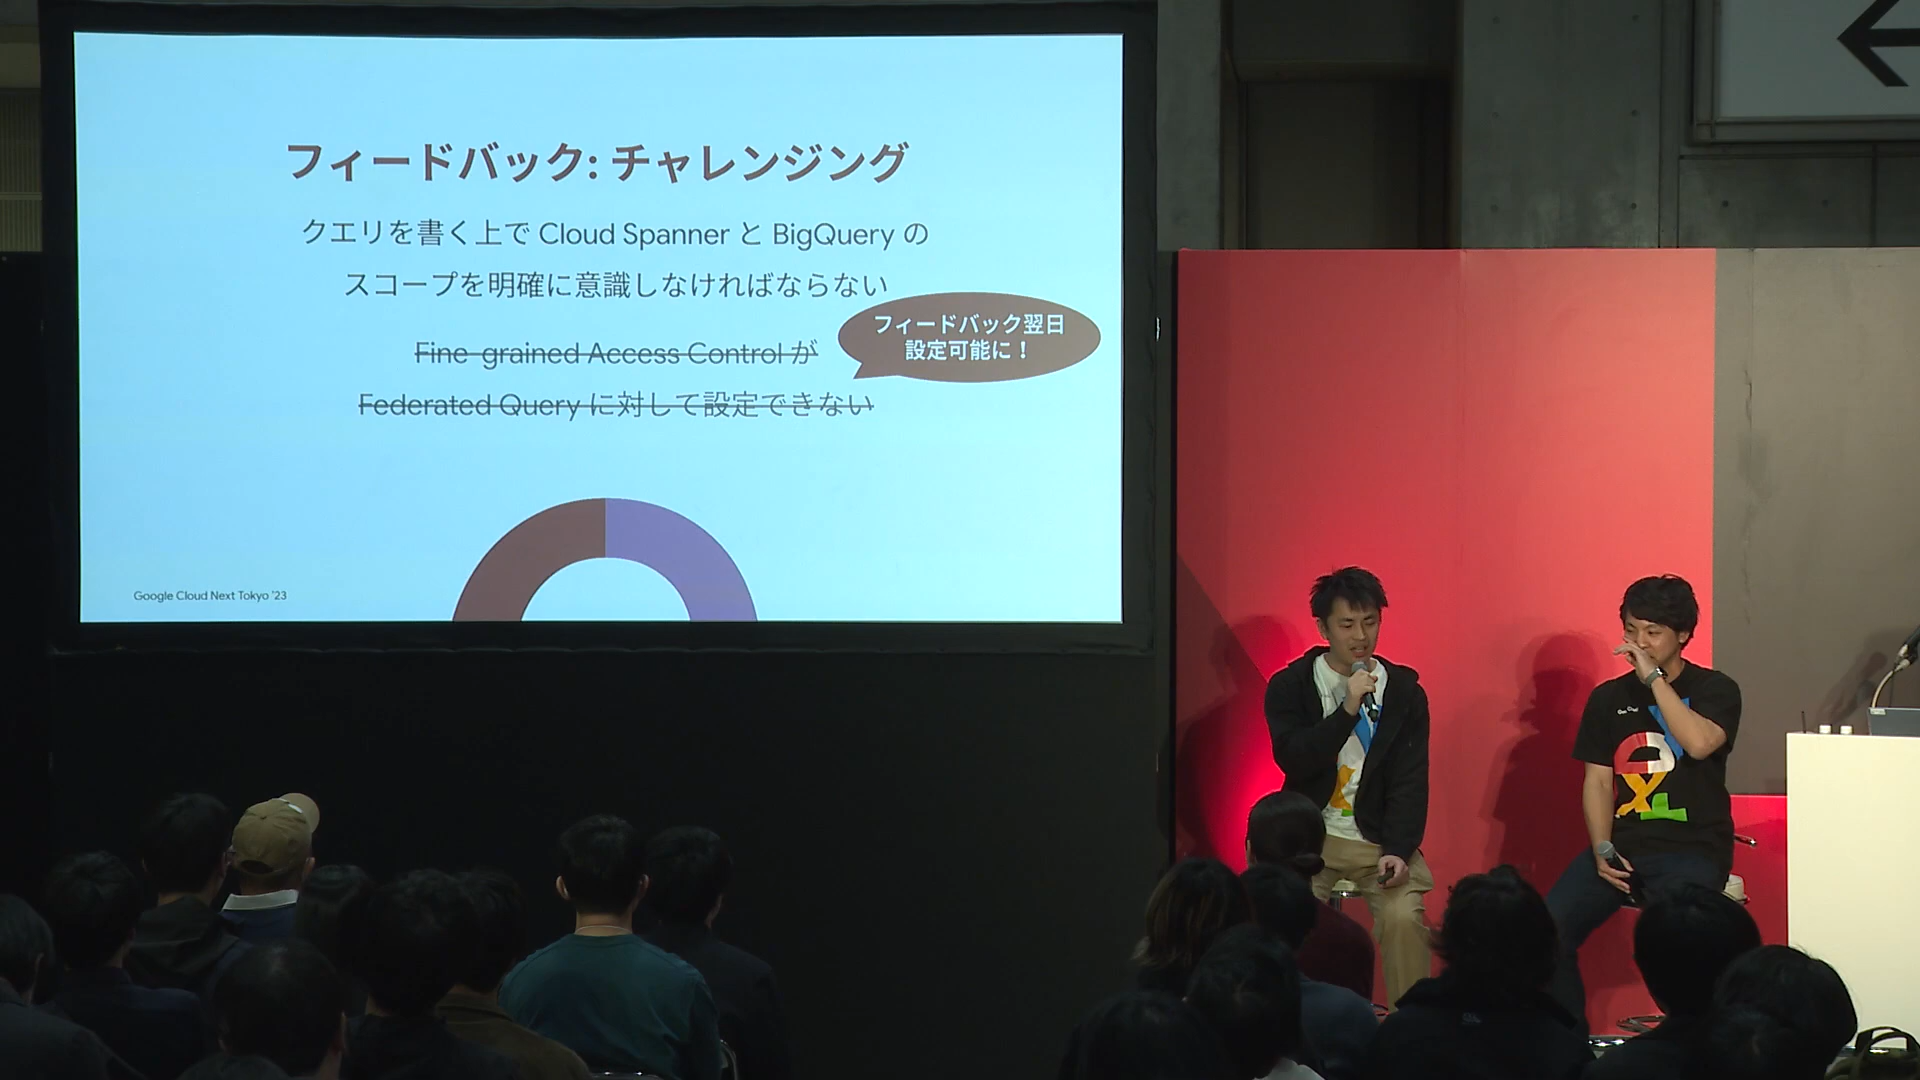 フィードバック: チャレンジング
クエリを書く上で Cloud Spanner と BigQuery の
スコープを明確に意識しなければならない
フィードバック翌日
設定可能に！
Fine-grained Access Control が
Federated Query に対して設定できない
Google Cloud Next Tokyo '23